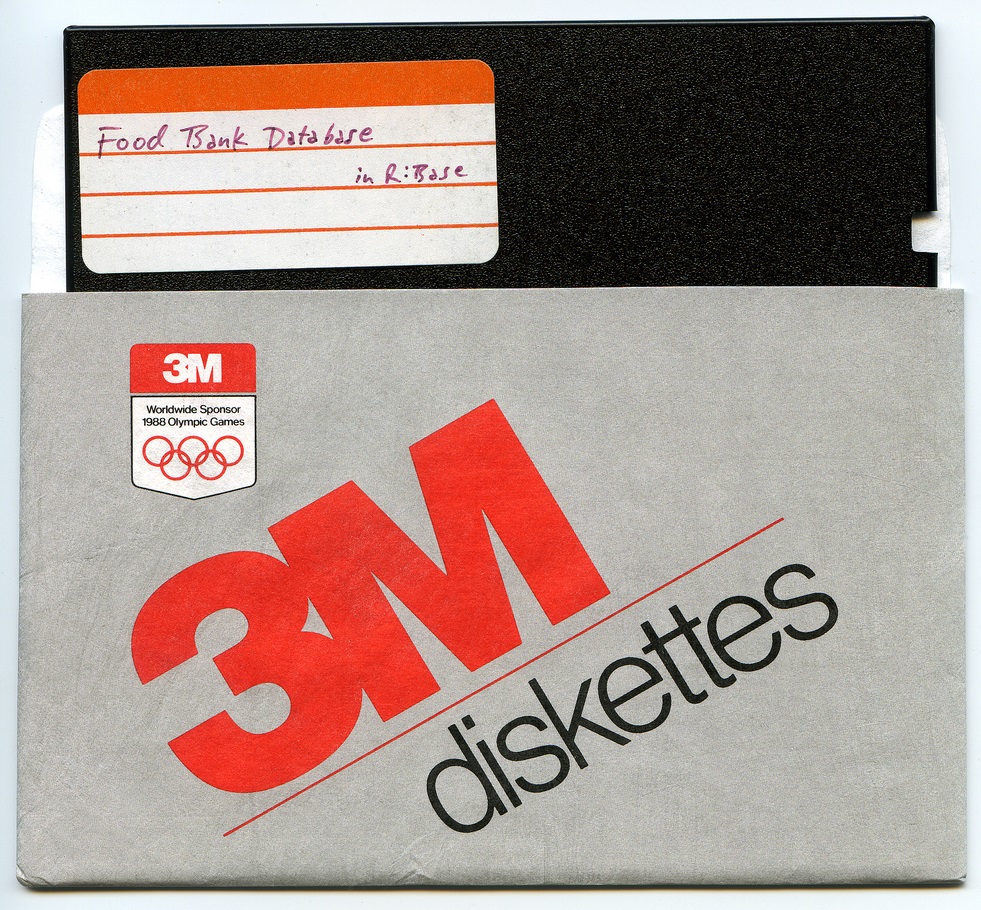 Food Bank Database
in R:Base
3M
Worldwide Sponsor
1988 Olympic Games
3M
diskettes